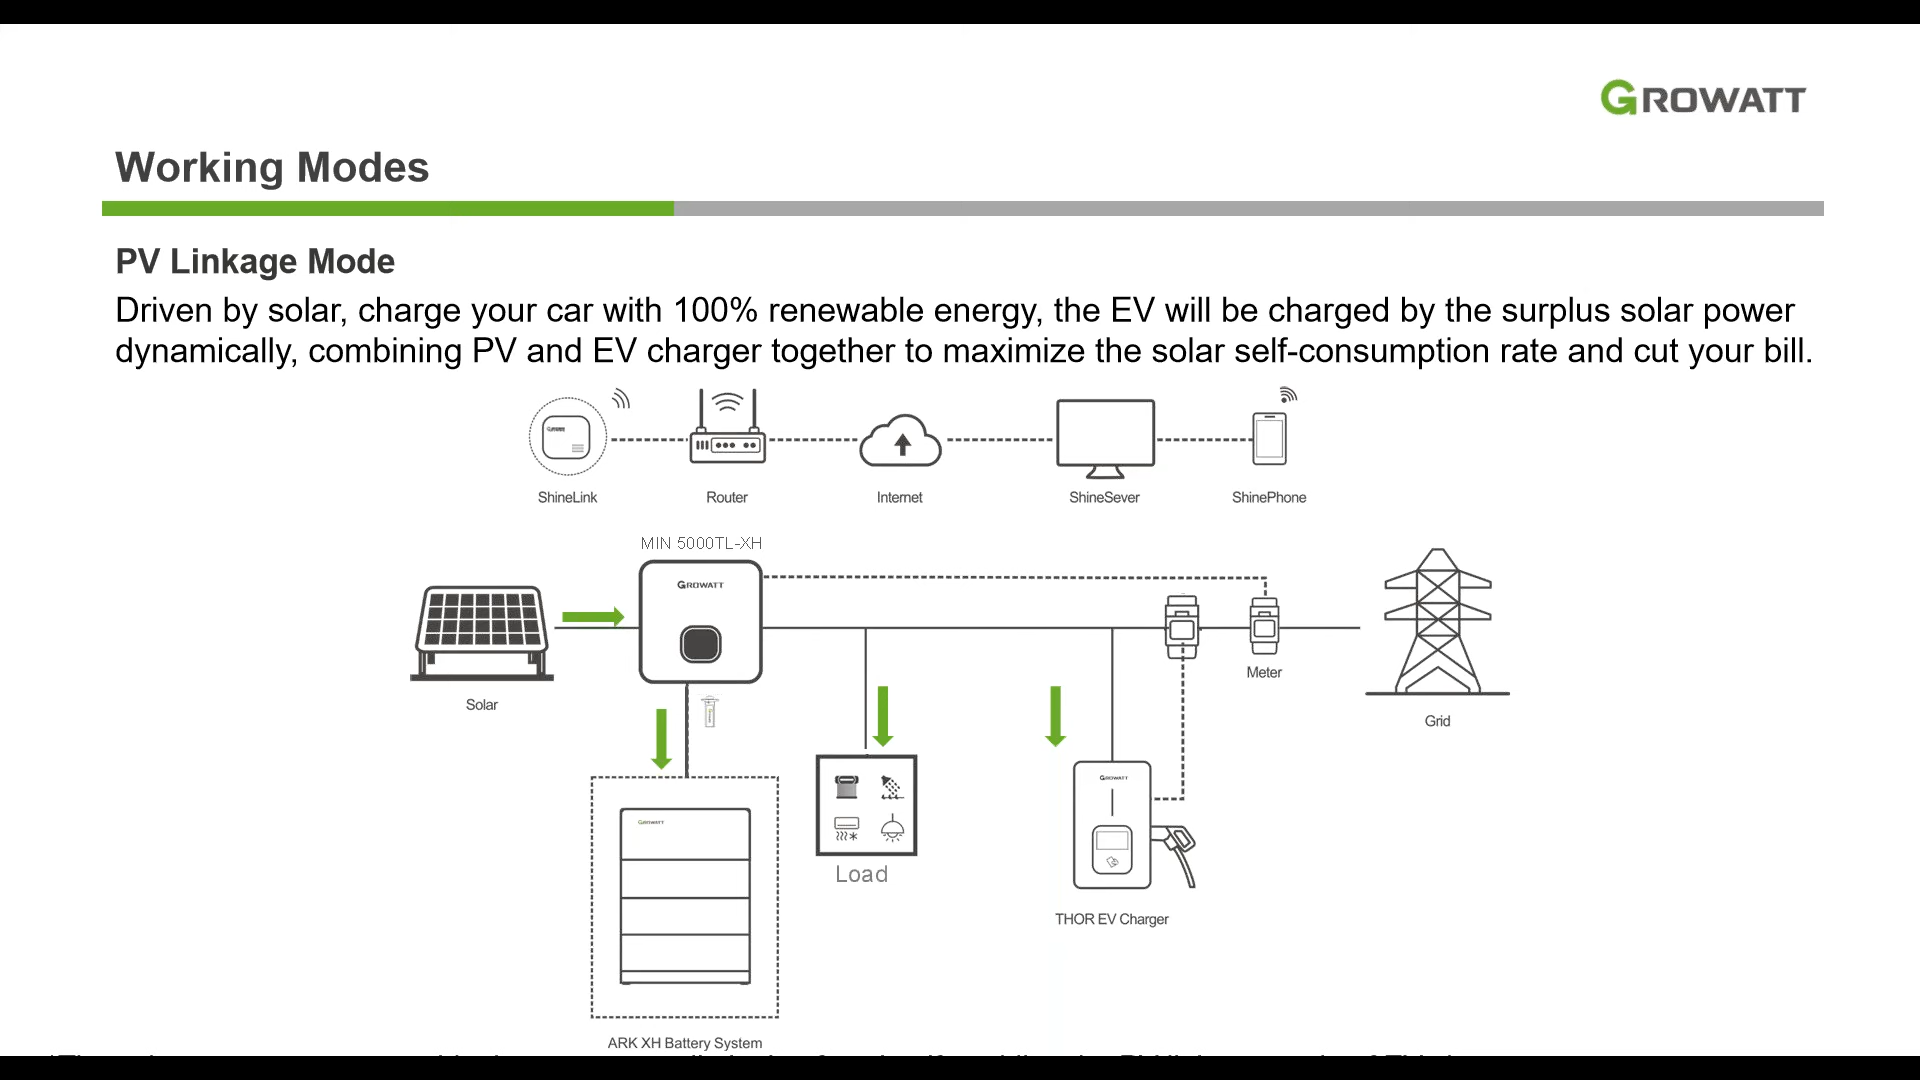 GROWATT
Working Modes
PV Linkage Mode
Driven by solar, charge your car with 100% renewable energy, the EV will be charged by the surplus solar power
dynamically, combining PV and EV charger together to maximize the solar self-consumption rate and cut your bill.
ShineLink
Router
Internet
ShineSever
ShinePhone
MIN 5000TL-XH
GROWATT
Solar
Meter
Grid
GROWATT
GROWATT
Load
THOR EV Charger
ARK XH Battery System